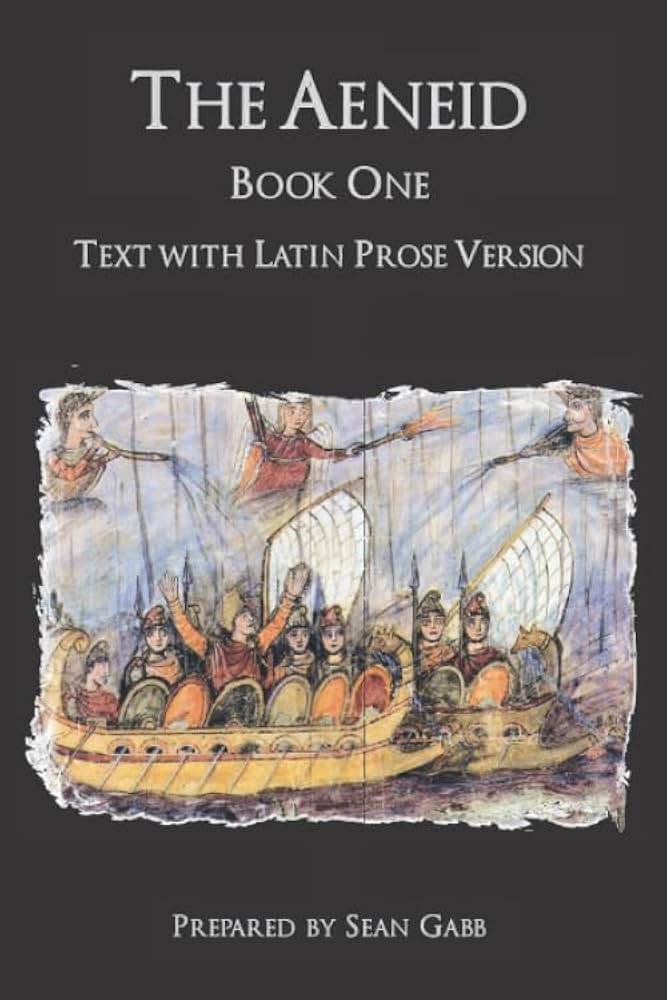 The Aeneid
Book One
Text with Latin Prose Version
Prepared by Sean Gabb